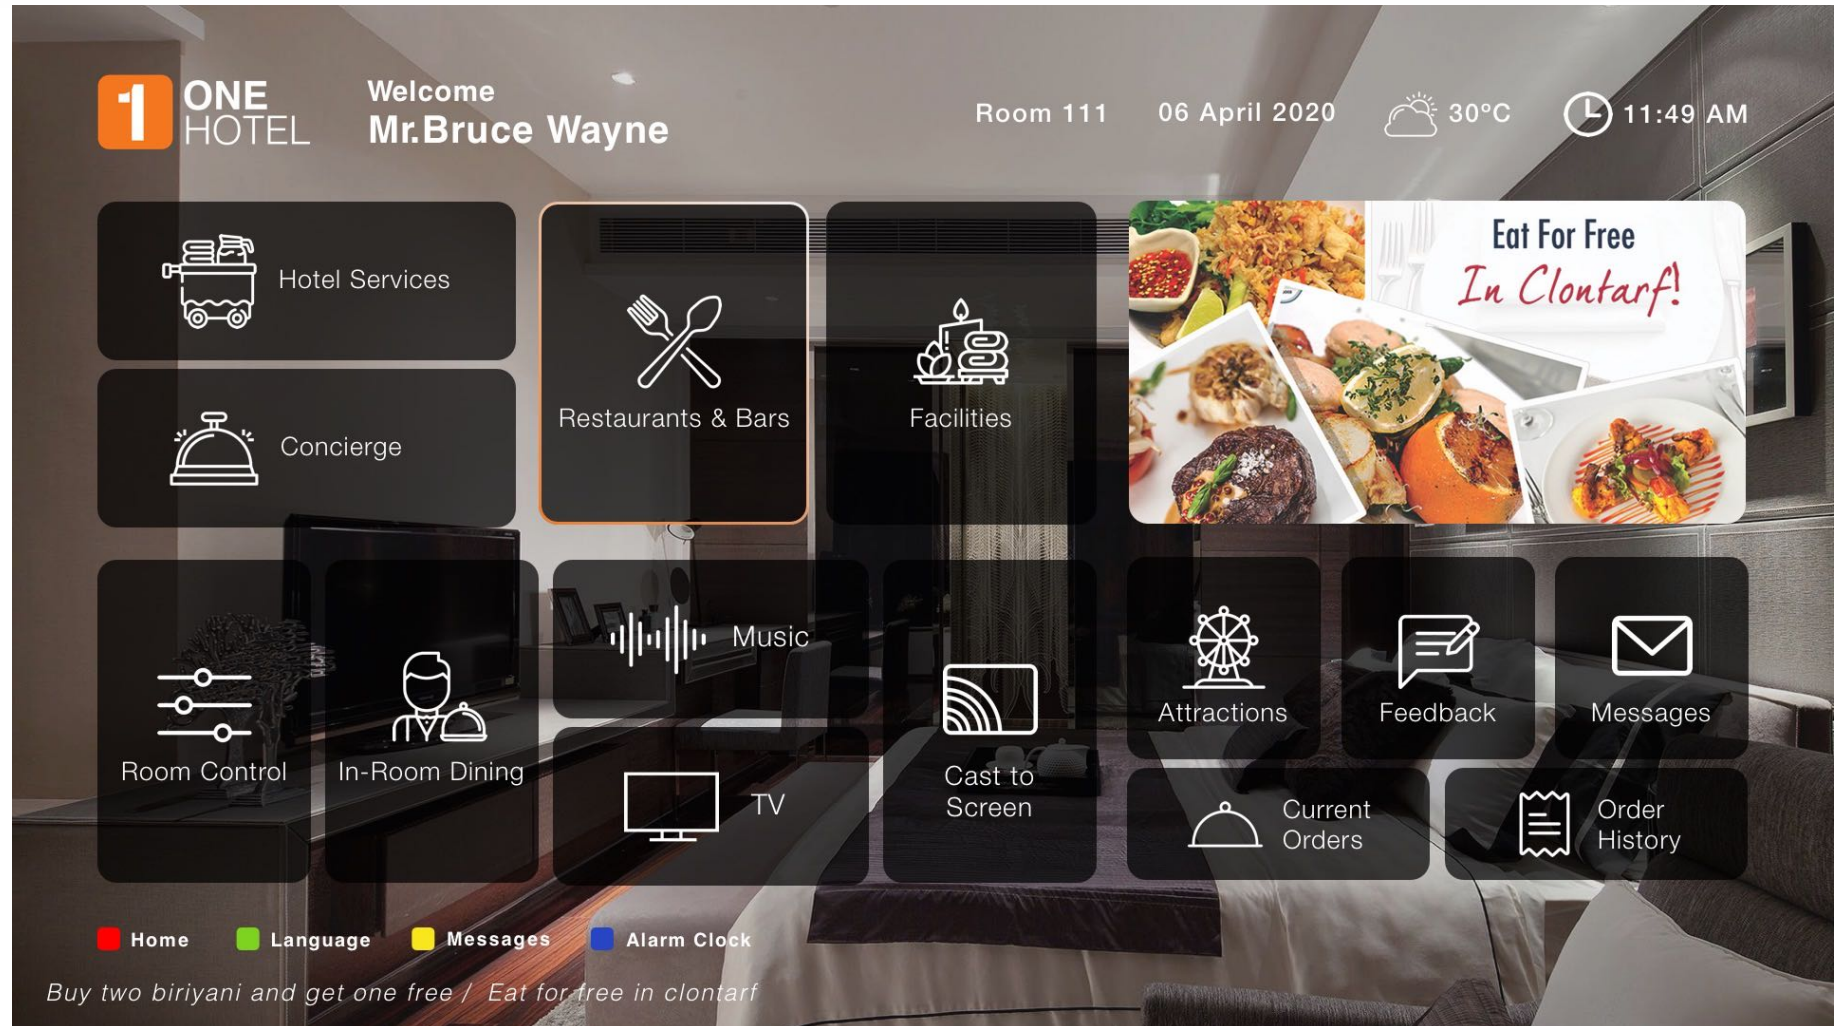 1 ONE
HOTEL
Welcome
Mr.Bruce Wayne
Room 111
06 April 2020
30°C
11:49 AM
Hotel Services
Concierge
Restaurants & Bars
Facilities
Eat For Free
In Clontarf!
Room Control
In-Room Dining
Music
TV
Cast to
Screen
Attractions
Feedback
Messages
Current
Orders
Order
History
Home
Language
Messages
Alarm Clock
Buy two biriyani and get one free / Eat for free in clontarf